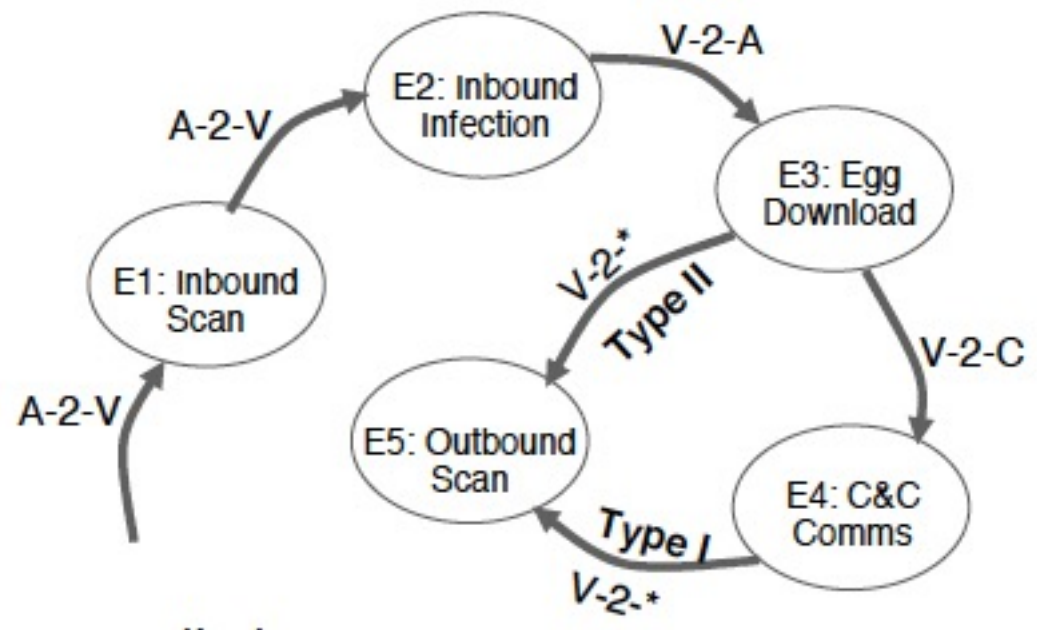 V-2-A
E2: Inbound
Infection
A-2-V
E3: Egg
Download
V-2-*
Type II
E1: Inbound
Scan
V-2-C
A-2-V
E5: Outbound
Scan
E4: C&C
Comms
Type I
V-2-*